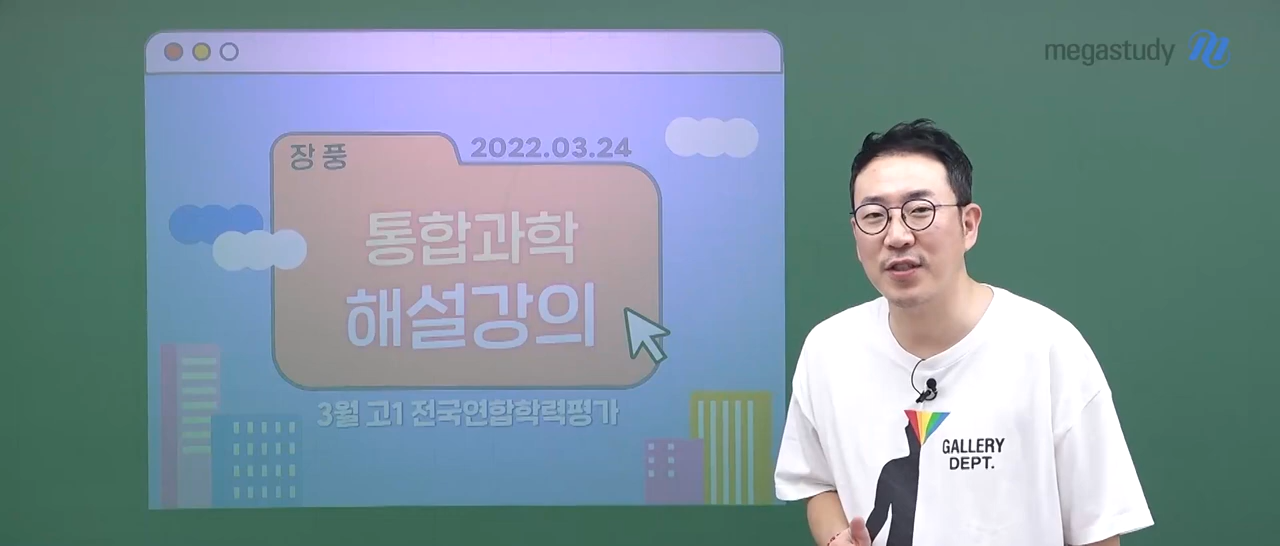 megastudy
장풍
2022.03.24
통합과학
해설강의
3월 고1 전국연합학력평가
GALLERY
DEPT.